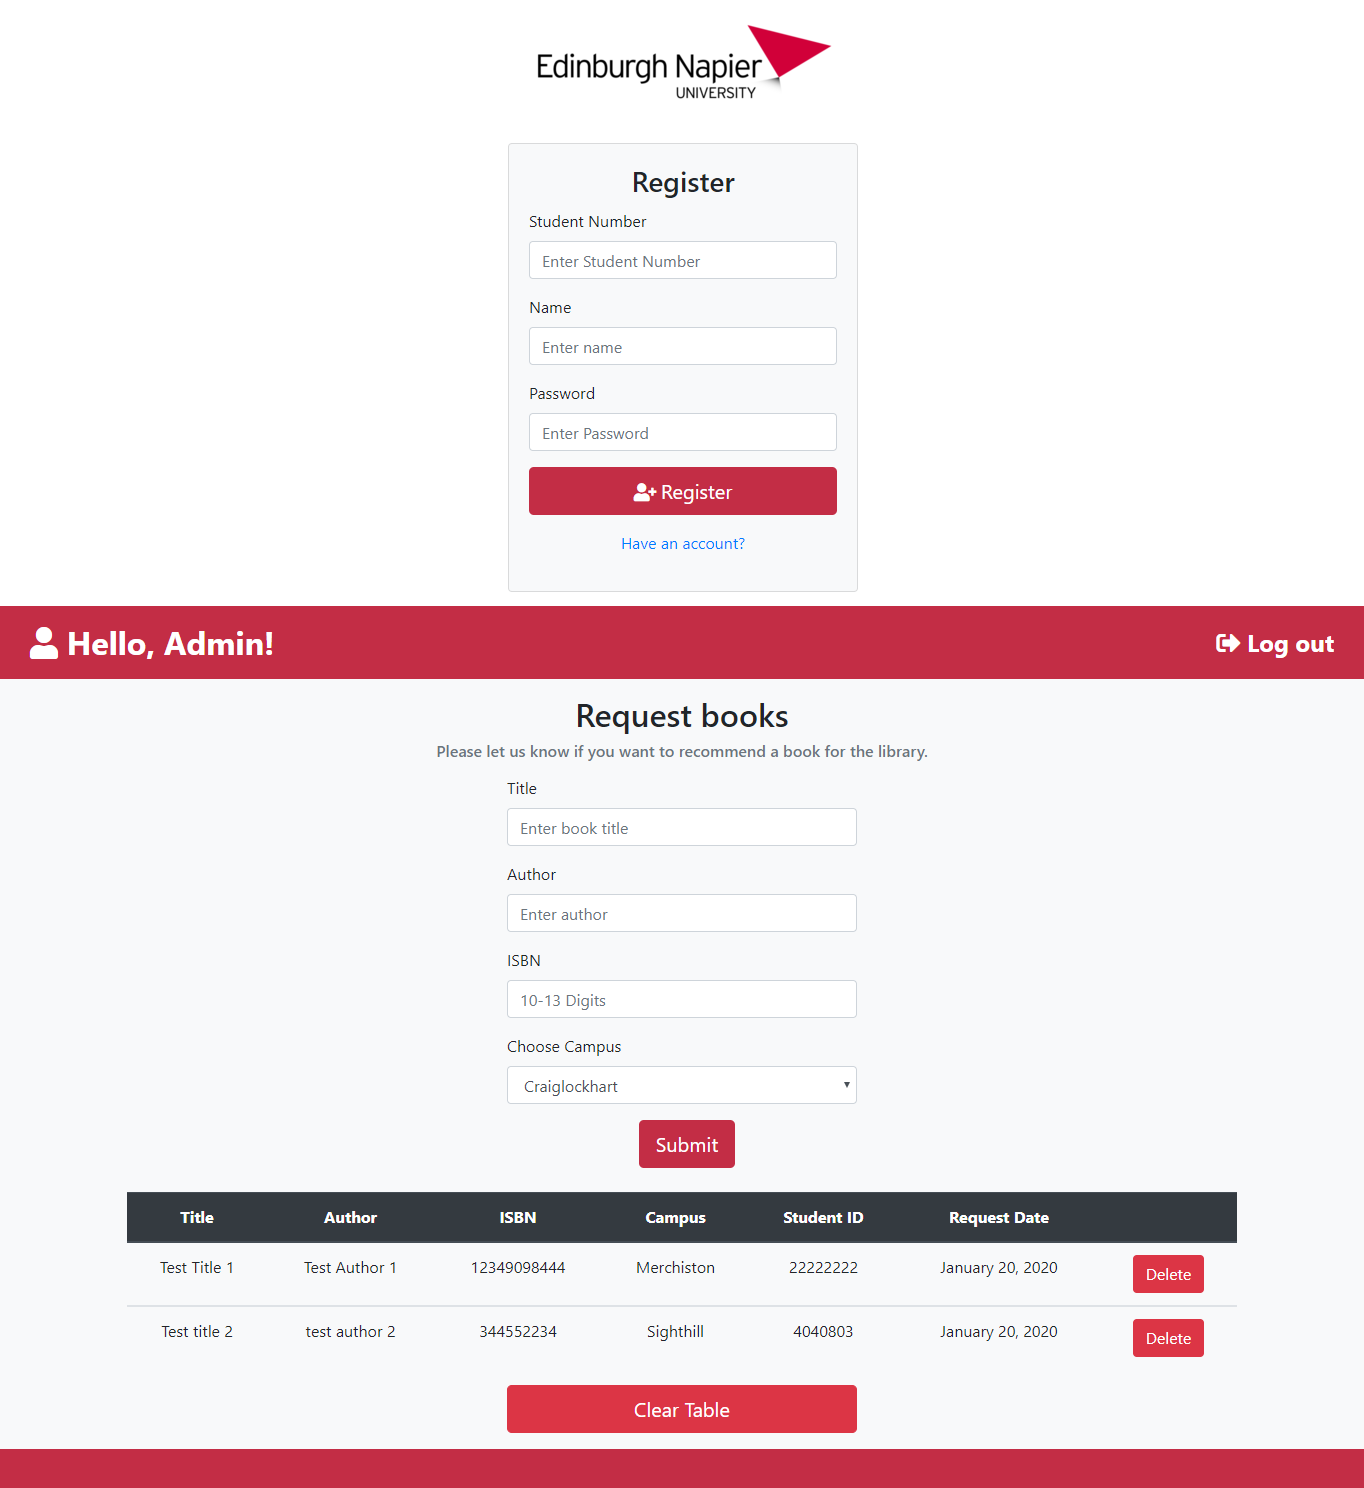 Edinburgh Napier
UNIVERSITY
Register
Student Number
Enter Student Number
Name
Enter name
Password
Enter Password
Register
Have an account?
Hello, Admin!
Log out
Request books
Please let us know if you want to recommend a book for the library.
Title
Enter book title
Author
Enter author
ISBN
10-13 Digits
Choose Campus
Craiglockhart
Submit
Title Author ISBN Campus Student ID Request Date
Test Title 1 Test Author 1 12349098444 Merchiston 22222222 January 20, 2020 Delete
Test title 2 test author 2 344552234 Sighthill 4040803 January 20, 2020 Delete
Clear Table